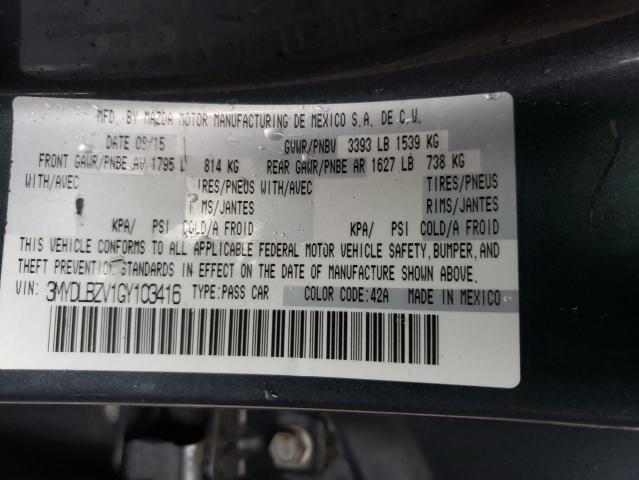 MFD. BY MAZDA MOTOR MANUFACTURING DE MEXICO S.A. DE C.V.
DATE 09/15 GVWR/PNBV 3393 LB 1539 KG
FRONT GAWR/PNBE AV 1795 L 814 KG REAR GAWR/PNBE AR 1627 LB 738 KG
WITH/AVEC TIRES/PNEUS WITH/AVEC TIRES/PNEUS
RIMS/JANTES RIMS/JANTES
KPA/ PSI COLD/A FROID KPA/ PSI COLD/A FROID
THIS VEHICLE CONFORMS TO ALL APPLICABLE FEDERAL MOTOR VEHICLE SAFETY, BUMPER, AND
THEFT PREVENTION STANDARDS IN EFFECT ON THE DATE OF MANUFACTURE SHOWN ABOVE.
VIN: 3MYDLBZV1GY103416 TYPE:PASS CAR COLOR CODE:42A MADE IN MEXICO